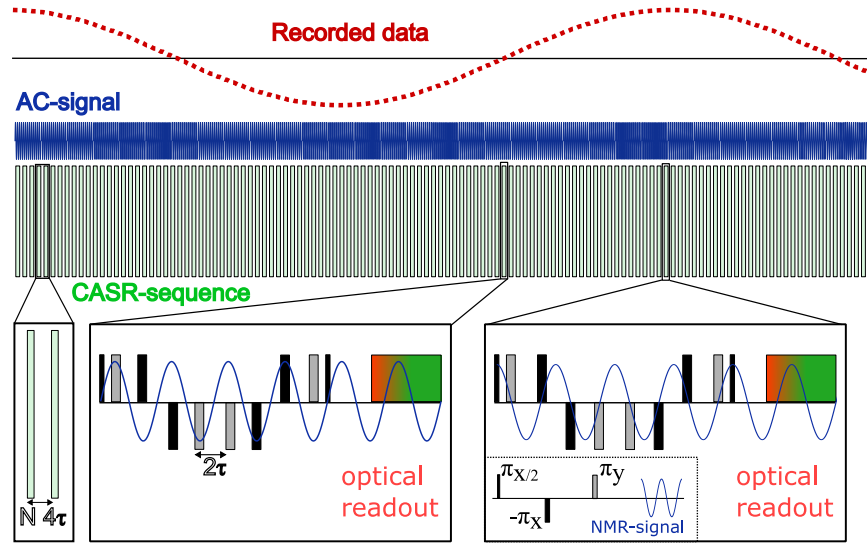 Recorded data
AC-signal
CASR-sequence
N 4τ
2τ
optical
readout
πX/2
-πX
πy
NMR-signal
optical
readout